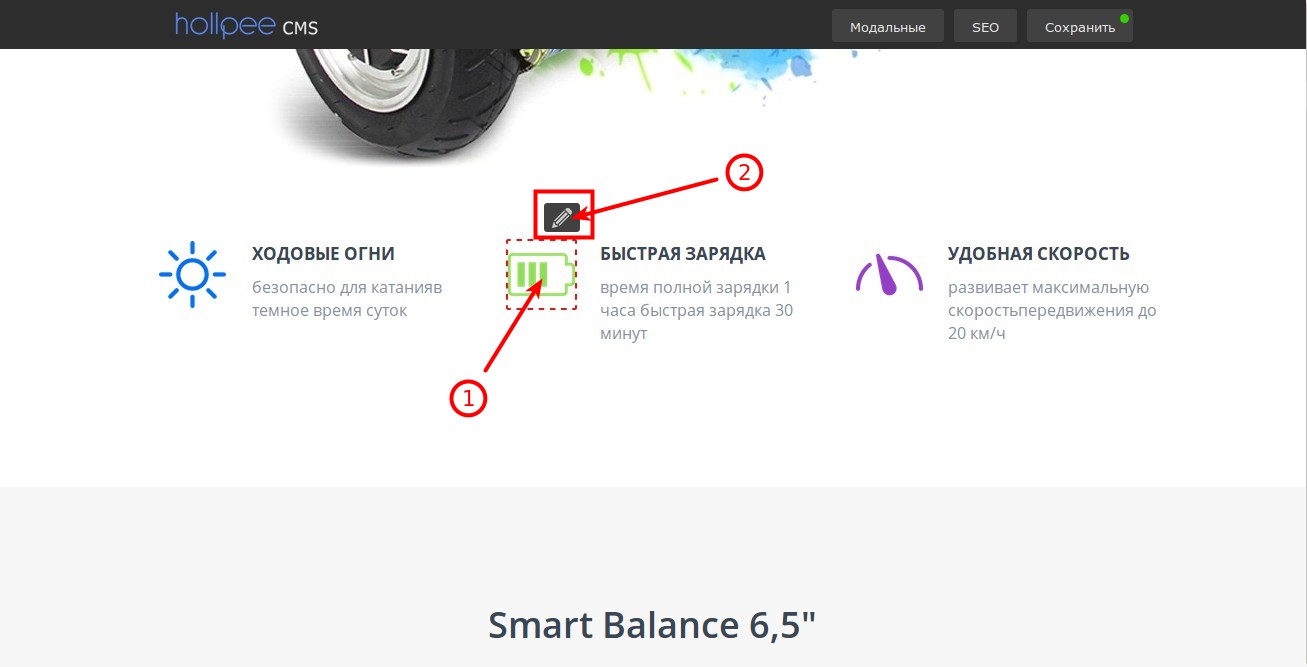 hollpee CMS
Модальные
SEO
Сохранить
2
ХОДОВЫЕ ОГНИ
безопасно для катанияв
темное время суток
БЫСТРАЯ ЗАРЯДКА
время полной зарядки 1
часа быстрая зарядка 30
минут
УДОБНАЯ СКОРОСТЬ
развивает максимальную
скоростьпередвижения до
20 км/ч
1
Smart Balance 6,5"